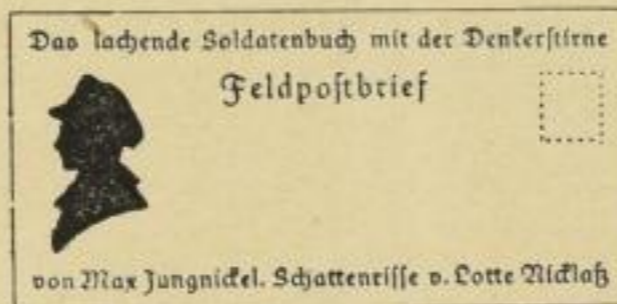 Das lachende Soldatenbuch mit der Denkerstirne
Feldpostbrief
von Max Jungnickel. Schattenrisse v. Lotte Nicklaß